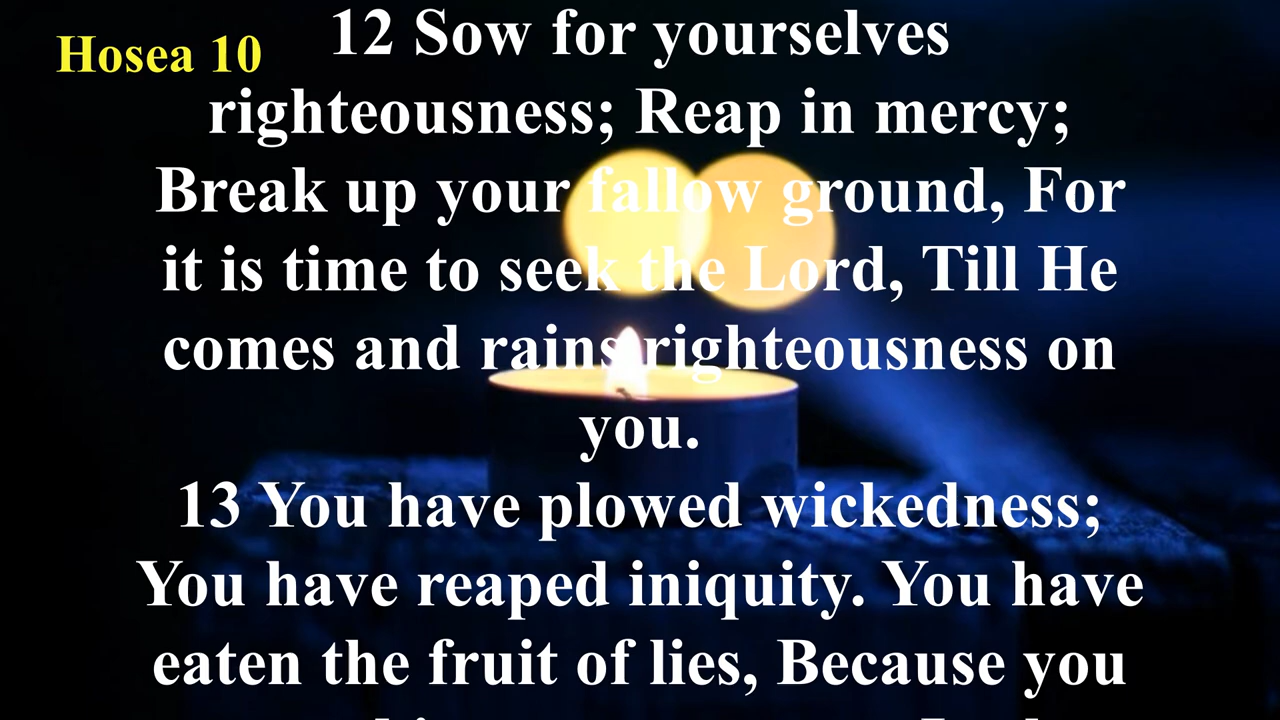 Hosea 10
12 Sow for yourselves
righteousness; Reap in mercy;
Break up your fallow ground, For
it is time to seek the Lord, Till He
comes and rains righteousness on
you.
13 You have plowed wickedness;
You have reaped iniquity. You have
eaten the fruit of lies, Because you